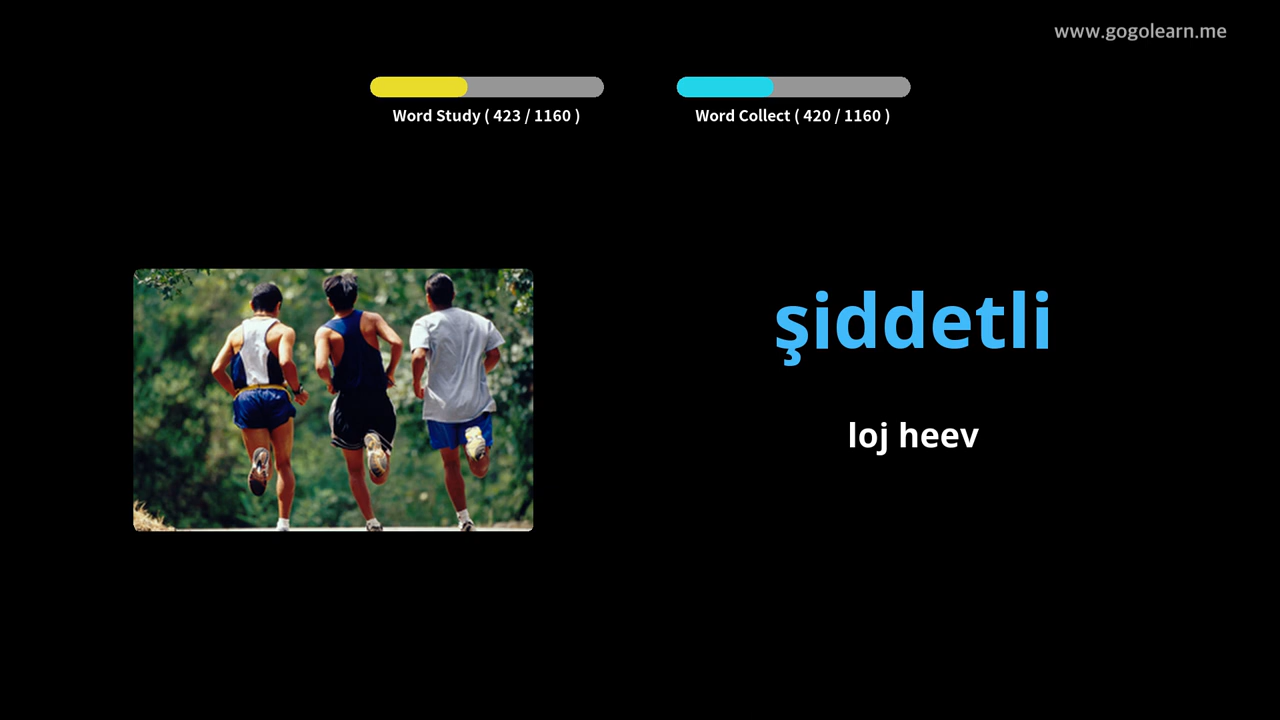 www.gogolearn.me
Word Study ( 423 / 1160 )
Word Collect ( 420 / 1160 )
şiddetli
loj heev